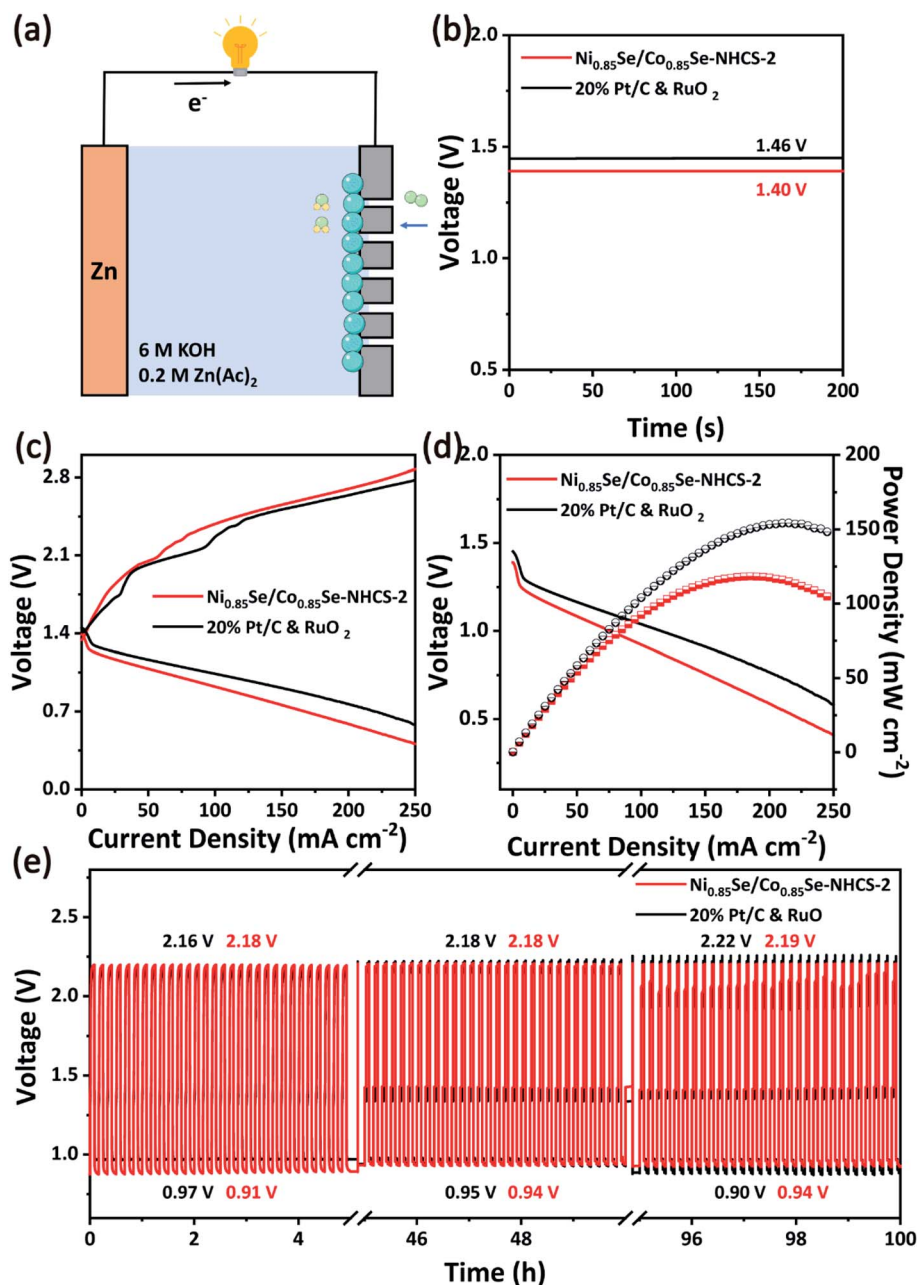 (a)
e⁻
Zn
6 M KOH
0.2 M Zn(Ac)₂
(b)
2.0
1.5
1.0
0.5
Voltage (V)
Ni₀.₈₅Se/Co₀.₈₅Se-NHCS-2
20% Pt/C & RuO ₂
1.46 V
1.40 V
0 50 100 150 200
Time (s)
(c)
2.8
2.1
1.4
0.7
0.0
Voltage (V)
Ni₀.₈₅Se/Co₀.₈₅Se-NHCS-2
20% Pt/C & RuO ₂
0 50 100 150 200 250
Current Density (mA cm⁻²)
(d)
2.0
1.5
1.0
0.5
Voltage (V)
Ni₀.₈₅Se/Co₀.₈₅Se-NHCS-2
20% Pt/C & RuO ₂
200
150
100
50
0
Power Density (mW cm⁻²)
0 50 100 150 200 250
Current Density (mA cm⁻²)
(e)
2.5
2.0
1.5
1.0
Voltage (V)
Ni₀.₈₅Se/Co₀.₈₅Se-NHCS-2
20% Pt/C & RuO
2.16 V 2.18 V 2.18 V 2.18 V 2.22 V 2.19 V
0.97 V 0.91 V 0.95 V 0.94 V 0.90 V 0.94 V
0 2 4 46 48 96 98 100
Time (h)